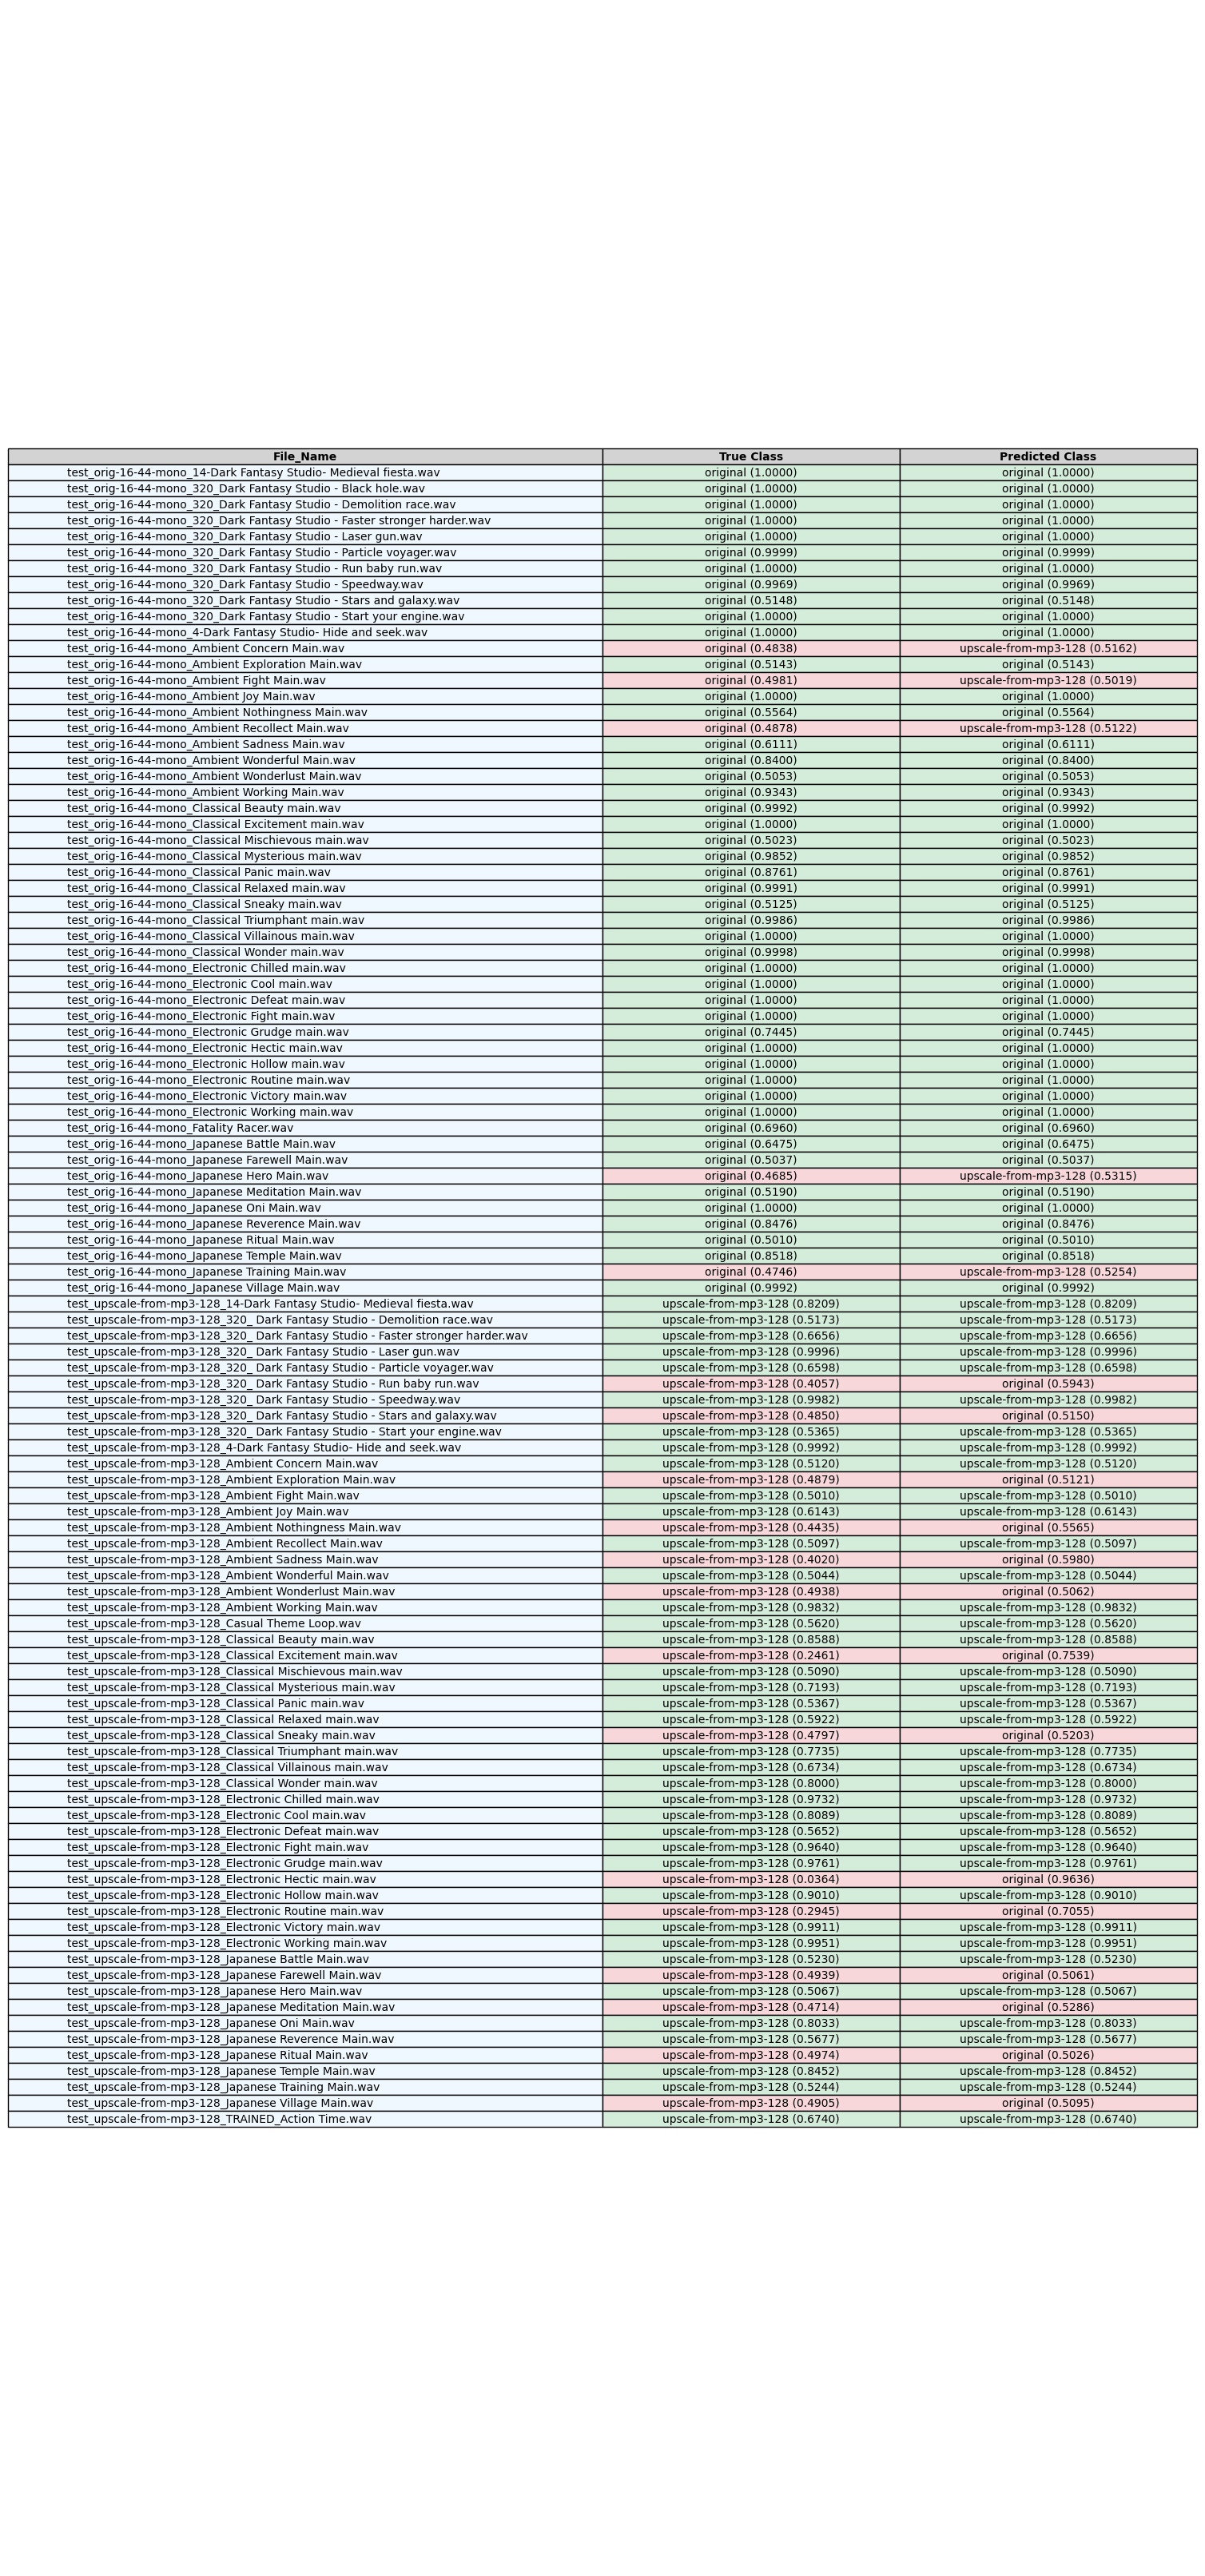 File_Name True Class Predicted Class
test_orig-16-44-mono_14-Dark Fantasy Studio- Medieval fiesta.wav original (1.0000) original (1.0000)
test_orig-16-44-mono_320_Dark Fantasy Studio - Black hole.wav original (1.0000) original (1.0000)
test_orig-16-44-mono_320_Dark Fantasy Studio - Demolition race.wav original (1.0000) original (1.0000)
test_orig-16-44-mono_320_Dark Fantasy Studio - Faster stronger harder.wav original (1.0000) original (1.0000)
test_orig-16-44-mono_320_Dark Fantasy Studio - Laser gun.wav original (1.0000) original (1.0000)
test_orig-16-44-mono_320_Dark Fantasy Studio - Particle voyager.wav original (0.9999) original (0.9999)
test_orig-16-44-mono_320_Dark Fantasy Studio - Run baby run.wav original (1.0000) original (1.0000)
test_orig-16-44-mono_320_Dark Fantasy Studio - Speedway.wav original (0.9969) original (0.9969)
test_orig-16-44-mono_320_Dark Fantasy Studio - Stars and galaxy.wav original (0.5148) original (0.5148)
test_orig-16-44-mono_320_Dark Fantasy Studio - Start your engine.wav original (1.0000) original (1.0000)
test_orig-16-44-mono_4-Dark Fantasy Studio- Hide and seek.wav original (1.0000) original (1.0000)
test_orig-16-44-mono_Ambient Concern Main.wav original (0.4838) upscale-from-mp3-128 (0.5162)
test_orig-16-44-mono_Ambient Exploration Main.wav original (0.5143) original (0.5143)
test_orig-16-44-mono_Ambient Fight Main.wav original (0.4981) upscale-from-mp3-128 (0.5019)
test_orig-16-44-mono_Ambient Joy Main.wav original (1.0000) original (1.0000)
test_orig-16-44-mono_Ambient Nothingness Main.wav original (0.5564) original (0.5564)
test_orig-16-44-mono_Ambient Recollect Main.wav original (0.4878) upscale-from-mp3-128 (0.5122)
test_orig-16-44-mono_Ambient Sadness Main.wav original (0.6111) original (0.6111)
test_orig-16-44-mono_Ambient Wonderful Main.wav original (0.8400) original (0.8400)
test_orig-16-44-mono_Ambient Wonderlust Main.wav original (0.5053) original (0.5053)
test_orig-16-44-mono_Ambient Working Main.wav original (0.9343) original (0.9343)
test_orig-16-44-mono_Classical Beauty main.wav original (0.9992) original (0.9992)
test_orig-16-44-mono_Classical Excitement main.wav original (1.0000) original (1.0000)
test_orig-16-44-mono_Classical Mischievous main.wav original (0.5023) original (0.5023)
test_orig-16-44-mono_Classical Mysterious main.wav original (0.9852) original (0.9852)
test_orig-16-44-mono_Classical Panic main.wav original (0.8761) original (0.8761)
test_orig-16-44-mono_Classical Relaxed main.wav original (0.9991) original (0.9991)
test_orig-16-44-mono_Classical Sneaky main.wav original (0.5125) original (0.5125)
test_orig-16-44-mono_Classical Triumphant main.wav original (0.9986) original (0.9986)
test_orig-16-44-mono_Classical Villainous main.wav original (1.0000) original (1.0000)
test_orig-16-44-mono_Classical Wonder main.wav original (0.9998) original (0.9998)
test_orig-16-44-mono_Electronic Chilled main.wav original (1.0000) original (1.0000)
test_orig-16-44-mono_Electronic Cool main.wav original (1.0000) original (1.0000)
test_orig-16-44-mono_Electronic Defeat main.wav original (1.0000) original (1.0000)
test_orig-16-44-mono_Electronic Fight main.wav original (1.0000) original (1.0000)
test_orig-16-44-mono_Electronic Grudge main.wav original (0.7445) original (0.7445)
test_orig-16-44-mono_Electronic Hectic main.wav original (1.0000) original (1.0000)
test_orig-16-44-mono_Electronic Hollow main.wav original (1.0000) original (1.0000)
test_orig-16-44-mono_Electronic Routine main.wav original (1.0000) original (1.0000)
test_orig-16-44-mono_Electronic Victory main.wav original (1.0000) original (1.0000)
test_orig-16-44-mono_Electronic Working main.wav original (1.0000) original (1.0000)
test_orig-16-44-mono_Fatality Racer.wav original (0.6960) original (0.6960)
test_orig-16-44-mono_Japanese Battle Main.wav original (0.6475) original (0.6475)
test_orig-16-44-mono_Japanese Farewell Main.wav original (0.5037) original (0.5037)
test_orig-16-44-mono_Japanese Hero Main.wav original (0.4685) upscale-from-mp3-128 (0.5315)
test_orig-16-44-mono_Japanese Meditation Main.wav original (0.5190) original (0.5190)
test_orig-16-44-mono_Japanese Oni Main.wav original (1.0000) original (1.0000)
test_orig-16-44-mono_Japanese Reverence Main.wav original (0.8476) original (0.8476)
test_orig-16-44-mono_Japanese Ritual Main.wav original (0.5010) original (0.5010)
test_orig-16-44-mono_Japanese Temple Main.wav original (0.8518) original (0.8518)
test_orig-16-44-mono_Japanese Training Main.wav original (0.4746) upscale-from-mp3-128 (0.5254)
test_orig-16-44-mono_Japanese Village Main.wav original (0.9992) original (0.9992)
test_upscale-from-mp3-128_14-Dark Fantasy Studio- Medieval fiesta.wav upscale-from-mp3-128 (0.8209) upscale-from-mp3-128 (0.8209)
test_upscale-from-mp3-128_320_ Dark Fantasy Studio - Demolition race.wav upscale-from-mp3-128 (0.5173) upscale-from-mp3-128 (0.5173)
test_upscale-from-mp3-128_320_ Dark Fantasy Studio - Faster stronger harder.wav upscale-from-mp3-128 (0.6656) upscale-from-mp3-128 (0.6656)
test_upscale-from-mp3-128_320_ Dark Fantasy Studio - Laser gun.wav upscale-from-mp3-128 (0.9996) upscale-from-mp3-128 (0.9996)
test_upscale-from-mp3-128_320_ Dark Fantasy Studio - Particle voyager.wav upscale-from-mp3-128 (0.6598) upscale-from-mp3-128 (0.6598)
test_upscale-from-mp3-128_320_ Dark Fantasy Studio - Run baby run.wav upscale-from-mp3-128 (0.4057) original (0.5943)
test_upscale-from-mp3-128_320_ Dark Fantasy Studio - Speedway.wav upscale-from-mp3-128 (0.9982) upscale-from-mp3-128 (0.9982)
test_upscale-from-mp3-128_320_ Dark Fantasy Studio - Stars and galaxy.wav upscale-from-mp3-128 (0.4850) original (0.5150)
test_upscale-from-mp3-128_320_ Dark Fantasy Studio - Start your engine.wav upscale-from-mp3-128 (0.5365) upscale-from-mp3-128 (0.5365)
test_upscale-from-mp3-128_4-Dark Fantasy Studio- Hide and seek.wav upscale-from-mp3-128 (0.9992) upscale-from-mp3-128 (0.9992)
test_upscale-from-mp3-128_Ambient Concern Main.wav upscale-from-mp3-128 (0.5120) upscale-from-mp3-128 (0.5120)
test_upscale-from-mp3-128_Ambient Exploration Main.wav upscale-from-mp3-128 (0.4879) original (0.5121)
test_upscale-from-mp3-128_Ambient Fight Main.wav upscale-from-mp3-128 (0.5010) upscale-from-mp3-128 (0.5010)
test_upscale-from-mp3-128_Ambient Joy Main.wav upscale-from-mp3-128 (0.6143) upscale-from-mp3-128 (0.6143)
test_upscale-from-mp3-128_Ambient Nothingness Main.wav upscale-from-mp3-128 (0.4435) original (0.5565)
test_upscale-from-mp3-128_Ambient Recollect Main.wav upscale-from-mp3-128 (0.5097) upscale-from-mp3-128 (0.5097)
test_upscale-from-mp3-128_Ambient Sadness Main.wav upscale-from-mp3-128 (0.4020) original (0.5980)
test_upscale-from-mp3-128_Ambient Wonderful Main.wav upscale-from-mp3-128 (0.5044) upscale-from-mp3-128 (0.5044)
test_upscale-from-mp3-128_Ambient Wonderlust Main.wav upscale-from-mp3-128 (0.4938) original (0.5062)
test_upscale-from-mp3-128_Ambient Working Main.wav upscale-from-mp3-128 (0.9832) upscale-from-mp3-128 (0.9832)
test_upscale-from-mp3-128_Casual Theme Loop.wav upscale-from-mp3-128 (0.5620) upscale-from-mp3-128 (0.5620)
test_upscale-from-mp3-128_Classical Beauty main.wav upscale-from-mp3-128 (0.8588) upscale-from-mp3-128 (0.8588)
test_upscale-from-mp3-128_Classical Excitement main.wav upscale-from-mp3-128 (0.2461) original (0.7539)
test_upscale-from-mp3-128_Classical Mischievous main.wav upscale-from-mp3-128 (0.5090) upscale-from-mp3-128 (0.5090)
test_upscale-from-mp3-128_Classical Mysterious main.wav upscale-from-mp3-128 (0.7193) upscale-from-mp3-128 (0.7193)
test_upscale-from-mp3-128_Classical Panic main.wav upscale-from-mp3-128 (0.5367) upscale-from-mp3-128 (0.5367)
test_upscale-from-mp3-128_Classical Relaxed main.wav upscale-from-mp3-128 (0.5922) upscale-from-mp3-128 (0.5922)
test_upscale-from-mp3-128_Classical Sneaky main.wav upscale-from-mp3-128 (0.4797) original (0.5203)
test_upscale-from-mp3-128_Classical Triumphant main.wav upscale-from-mp3-128 (0.7735) upscale-from-mp3-128 (0.7735)
test_upscale-from-mp3-128_Classical Villainous main.wav upscale-from-mp3-128 (0.6734) upscale-from-mp3-128 (0.6734)
test_upscale-from-mp3-128_Classical Wonder main.wav upscale-from-mp3-128 (0.8000) upscale-from-mp3-128 (0.8000)
test_upscale-from-mp3-128_Electronic Chilled main.wav upscale-from-mp3-128 (0.9732) upscale-from-mp3-128 (0.9732)
test_upscale-from-mp3-128_Electronic Cool main.wav upscale-from-mp3-128 (0.8089) upscale-from-mp3-128 (0.8089)
test_upscale-from-mp3-128_Electronic Defeat main.wav upscale-from-mp3-128 (0.5652) upscale-from-mp3-128 (0.5652)
test_upscale-from-mp3-128_Electronic Fight main.wav upscale-from-mp3-128 (0.9640) upscale-from-mp3-128 (0.9640)
test_upscale-from-mp3-128_Electronic Grudge main.wav upscale-from-mp3-128 (0.9761) upscale-from-mp3-128 (0.9761)
test_upscale-from-mp3-128_Electronic Hectic main.wav upscale-from-mp3-128 (0.0364) original (0.9636)
test_upscale-from-mp3-128_Electronic Hollow main.wav upscale-from-mp3-128 (0.9010) upscale-from-mp3-128 (0.9010)
test_upscale-from-mp3-128_Electronic Routine main.wav upscale-from-mp3-128 (0.2945) original (0.7055)
test_upscale-from-mp3-128_Electronic Victory main.wav upscale-from-mp3-128 (0.9911) upscale-from-mp3-128 (0.9911)
test_upscale-from-mp3-128_Electronic Working main.wav upscale-from-mp3-128 (0.9951) upscale-from-mp3-128 (0.9951)
test_upscale-from-mp3-128_Japanese Battle Main.wav upscale-from-mp3-128 (0.5230) upscale-from-mp3-128 (0.5230)
test_upscale-from-mp3-128_Japanese Farewell Main.wav upscale-from-mp3-128 (0.4939) original (0.5061)
test_upscale-from-mp3-128_Japanese Hero Main.wav upscale-from-mp3-128 (0.5067) upscale-from-mp3-128 (0.5067)
test_upscale-from-mp3-128_Japanese Meditation Main.wav upscale-from-mp3-128 (0.4714) original (0.5286)
test_upscale-from-mp3-128_Japanese Oni Main.wav upscale-from-mp3-128 (0.8033) upscale-from-mp3-128 (0.8033)
test_upscale-from-mp3-128_Japanese Reverence Main.wav upscale-from-mp3-128 (0.5677) upscale-from-mp3-128 (0.5677)
test_upscale-from-mp3-128_Japanese Ritual Main.wav upscale-from-mp3-128 (0.4974) original (0.5026)
test_upscale-from-mp3-128_Japanese Temple Main.wav upscale-from-mp3-128 (0.8452) upscale-from-mp3-128 (0.8452)
test_upscale-from-mp3-128_Japanese Training Main.wav upscale-from-mp3-128 (0.5244) upscale-from-mp3-128 (0.5244)
test_upscale-from-mp3-128_Japanese Village Main.wav upscale-from-mp3-128 (0.4905) original (0.5095)
test_upscale-from-mp3-128_TRAINED_Action Time.wav upscale-from-mp3-128 (0.6740) upscale-from-mp3-128 (0.6740)